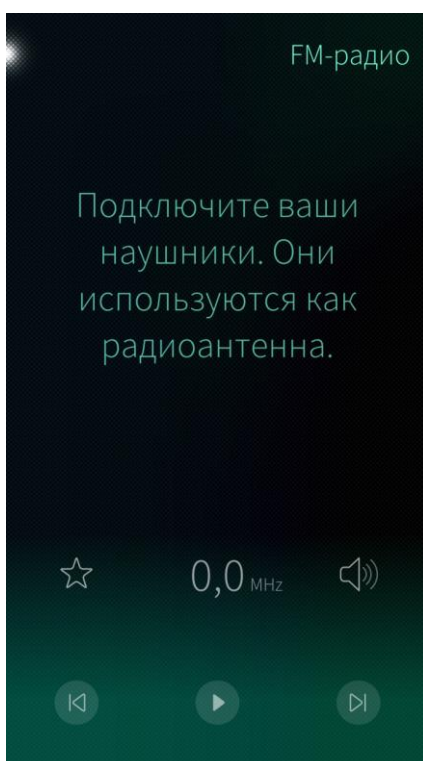 FM-радио
Подключите ваши
наушники. Они
используются как
радиоантенна.
0,0 MHz